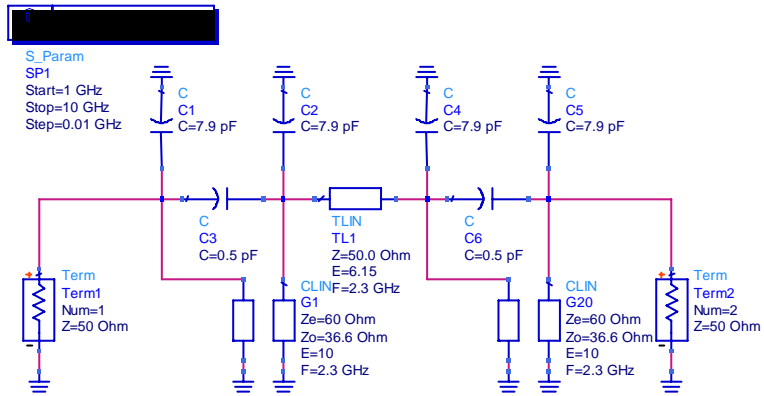 S_Param
SP1
Start=1 GHz
Stop=10 GHz
Step=0.01 GHz
C
C1
C=7.9 pF
C
C2
C=7.9 pF
C
C4
C=7.9 pF
C
C5
C=7.9 pF
C
C3
C=0.5 pF
TLIN
TL1
Z=50.0 Ohm
E=6.15
F=2.3 GHz
C
C6
C=0.5 pF
Term
Term1
Num=1
Z=50 Ohm
CLIN
G1
Ze=60 Ohm
Zo=36.6 Ohm
E=10
F=2.3 GHz
CLIN
G20
Ze=60 Ohm
Zo=36.6 Ohm
E=10
F=2.3 GHz
Term
Term2
Num=2
Z=50 Ohm